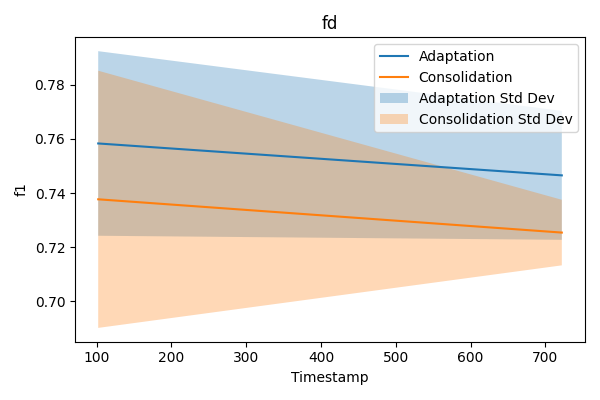 fd
Adaptation
Consolidation
Adaptation Std Dev
Consolidation Std Dev
f1
0.78
0.76
0.74
0.72
0.70
100 200 300 400 500 600 700
Timestamp